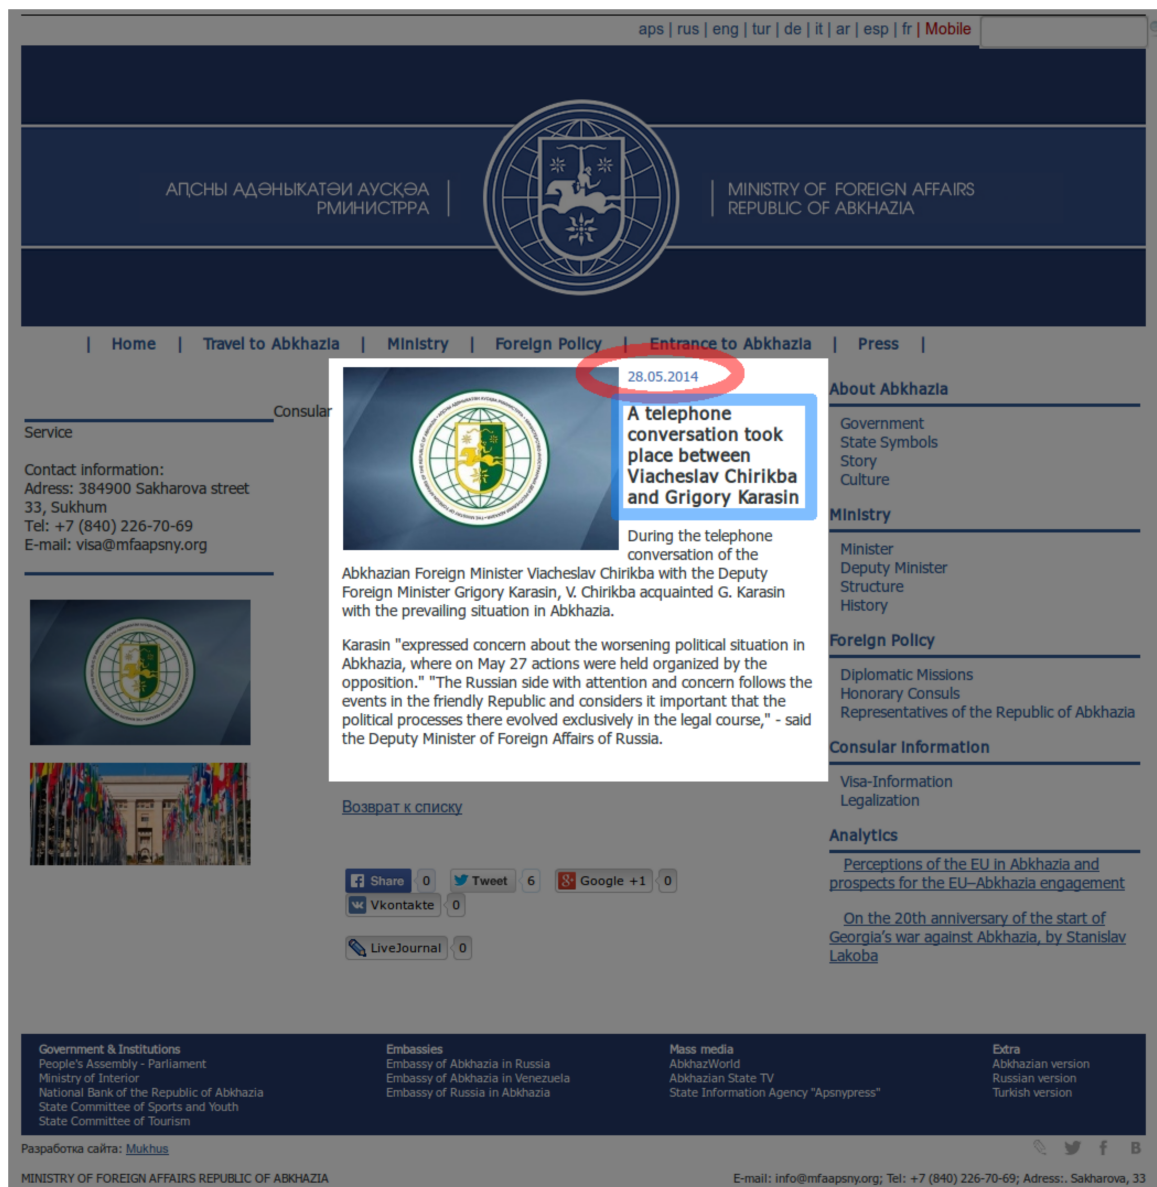 aps | rus | eng | tur | de | it | ar | esp | fr | Mobile
АԤСНЫ АДӘНЫКАТӘИ АУСҚӘА
РМИНИСТРРА
MINISTRY OF FOREIGN AFFAIRS
REPUBLIC OF ABKHAZIA
| Home | Travel to Abkhazia | Ministry | Foreign Policy | Entrance to Abkhazia | Press |
Consular
Service
Contact information:
Adress: 384900 Sakharova street
33, Sukhum
Tel: +7 (840) 226-70-69
E-mail: visa@mfaapsny.org
28.05.2014
A telephone
conversation took
place between
Viacheslav Chirikba
and Grigory Karasin
During the telephone
conversation of the
Abkhazian Foreign Minister Viacheslav Chirikba with the Deputy
Foreign Minister Grigory Karasin, V. Chirikba acquainted G. Karasin
with the prevailing situation in Abkhazia.
Karasin "expressed concern about the worsening political situation in
Abkhazia, where on May 27 actions were held organized by the
opposition." "The Russian side with attention and concern follows the
events in the friendly Republic and considers it important that the
political processes there evolved exclusively in the legal course," - said
the Deputy Minister of Foreign Affairs of Russia.
Возврат к списку
Share 0 Tweet 6 Google +1 0
Vkontakte 0
LiveJournal 0
About Abkhazia
Government
State Symbols
Story
Culture
Ministry
Minister
Deputy Minister
Structure
History
Foreign Policy
Diplomatic Missions
Honorary Consuls
Representatives of the Republic of Abkhazia
Consular Information
Visa-Information
Legalization
Analytics
Perceptions of the EU in Abkhazia and
prospects for the EU–Abkhazia engagement
On the 20th anniversary of the start of
Georgia's war against Abkhazia, by Stanislav
Lakoba
Government & Institutions
People's Assembly - Parliament
Ministry of Interior
National Bank of the Republic of Abkhazia
State Committee of Sports and Youth
State Committee of Tourism
Embassies
Embassy of Abkhazia in Russia
Embassy of Abkhazia in Venezuela
Embassy of Russia in Abkhazia
Mass media
AbkhazWorld
Abkhazian State TV
State Information Agency "Apsnypress"
Extra
Abkhazian version
Russian version
Turkish version
Разработка сайта: Mukhus
MINISTRY OF FOREIGN AFFAIRS REPUBLIC OF ABKHAZIA
E-mail: info@mfaapsny.org; Tel: +7 (840) 226-70-69; Adress:. Sakharova, 33